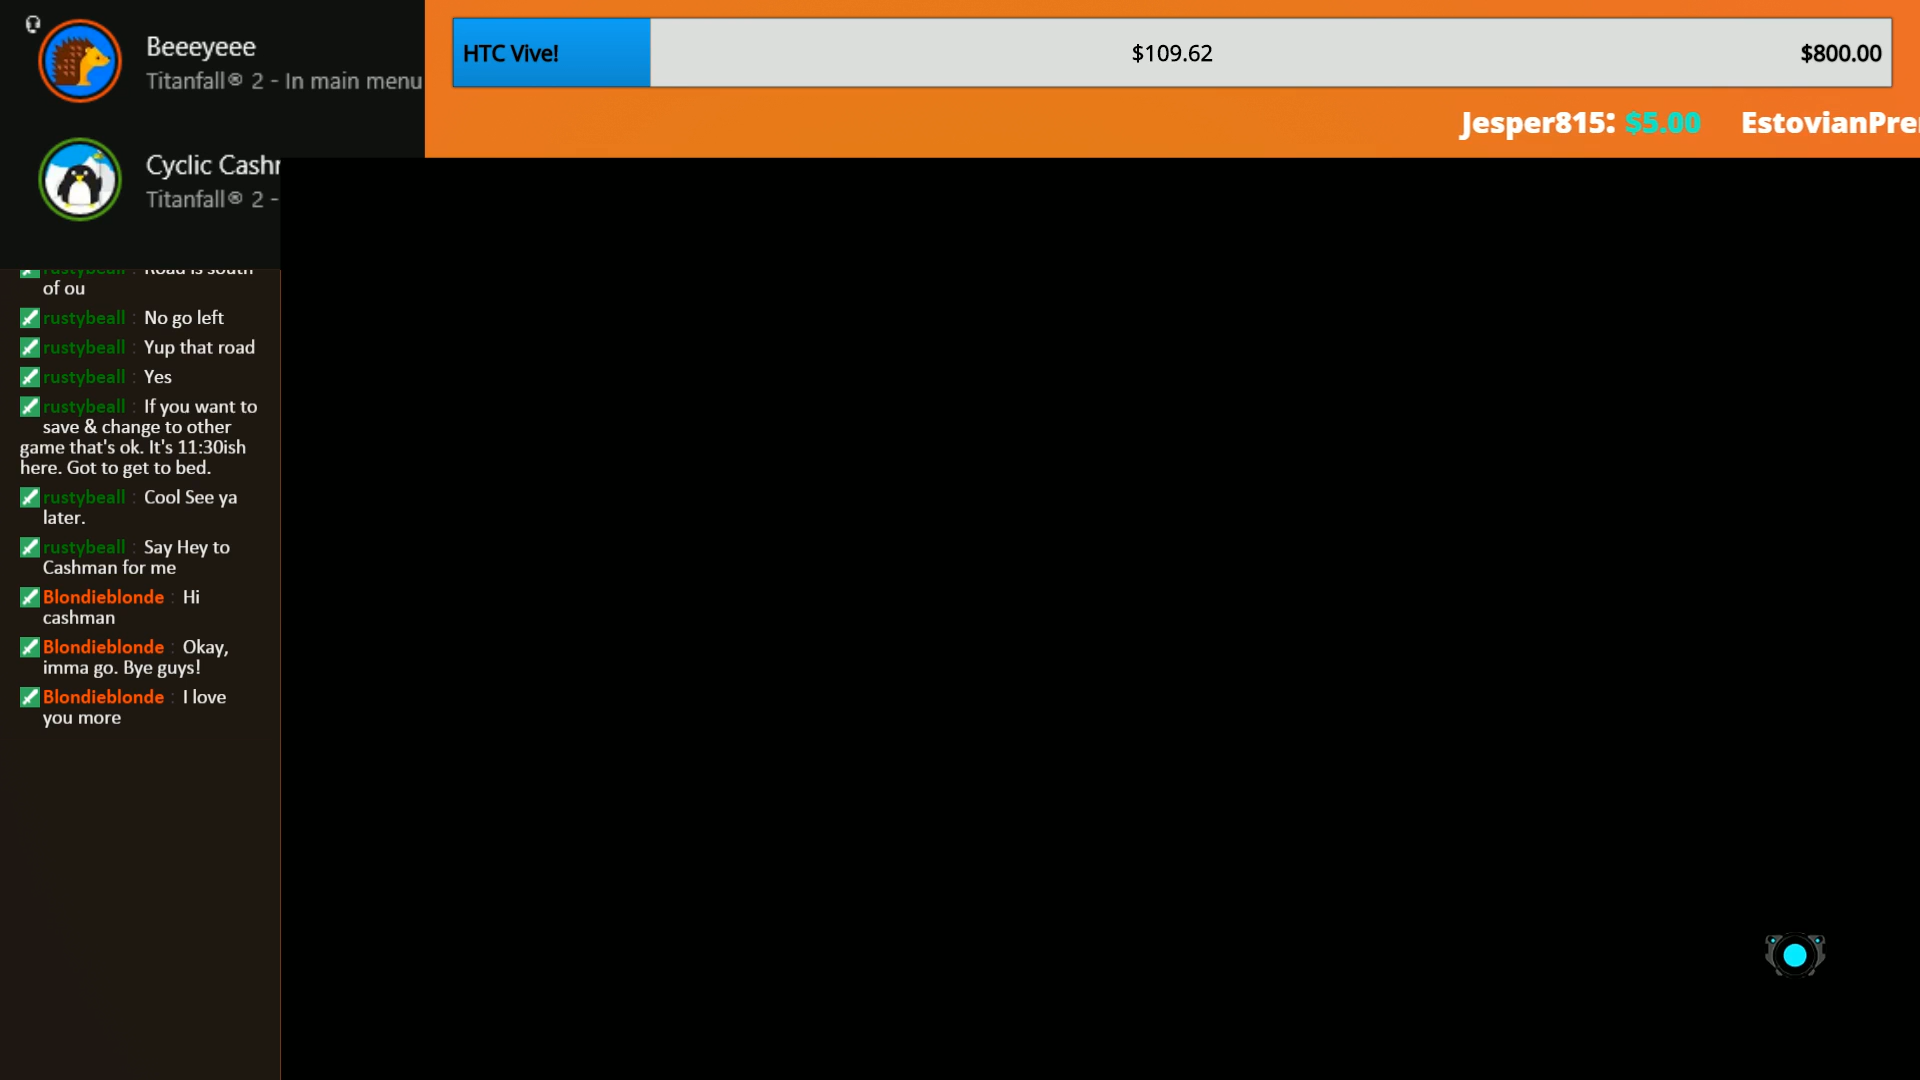 Beeeyeee
Titanfall® 2 - In main menu
HTC Vive!
$109.62
$800.00
Jesper815: $5.00
Cyclic
Titanfall® 2 -
rustybeall : Road is south
of ou
rustybeall : No go left
rustybeall : Yup that road
rustybeall : Yes
rustybeall : If you want to
save & change to other
game that's ok. It's 11:30ish
here. Got to get to bed.
rustybeall : Cool See ya
later.
rustybeall : Say Hey to
Cashman for me
Blondieblonde : Hi
cashman
Blondieblonde : Okay,
imma go. Bye guys!
Blondieblonde : I love
you more